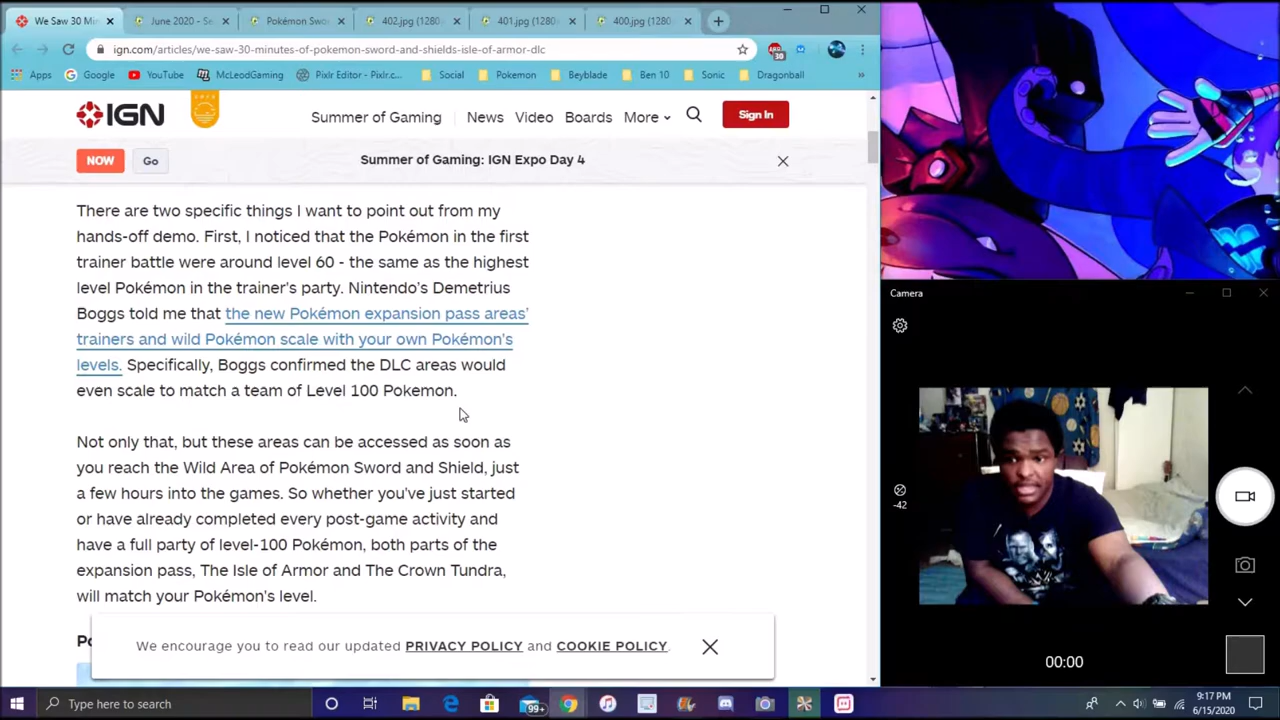 We Saw 30 Min
June 2020 - Se
Pokémon Swo
402.jpg (1280
401.jpg (1280
400.jpg (1280
ign.com/articles/we-saw-30-minutes-of-pokemon-sword-and-shields-isle-of-armor-dlc
Apps
Google
YouTube
McLeodGaming
Pixlr Editor - Pixlr.c...
Social
Pokemon
Beyblade
Ben 10
Sonic
Dragonball
IGN
Summer of Gaming
News
Video
Boards
More
Sign In
NOW
Go
Summer of Gaming: IGN Expo Day 4
There are two specific things I want to point out from my
hands-off demo. First, I noticed that the Pokémon in the first
trainer battle were around level 60 - the same as the highest
level Pokémon in the trainer's party. Nintendo's Demetrius
Boggs told me that the new Pokémon expansion pass areas'
trainers and wild Pokémon scale with your own Pokémon's
levels. Specifically, Boggs confirmed the DLC areas would
even scale to match a team of Level 100 Pokemon.
Not only that, but these areas can be accessed as soon as
you reach the Wild Area of Pokémon Sword and Shield, just
a few hours into the games. So whether you've just started
or have already completed every post-game activity and
have a full party of level-100 Pokémon, both parts of the
expansion pass, The Isle of Armor and The Crown Tundra,
will match your Pokémon's level.
Po
We encourage you to read our updated PRIVACY POLICY and COOKIE POLICY.
Camera
-42
00:00
Type here to search
99+
9:17 PM
6/15/2020